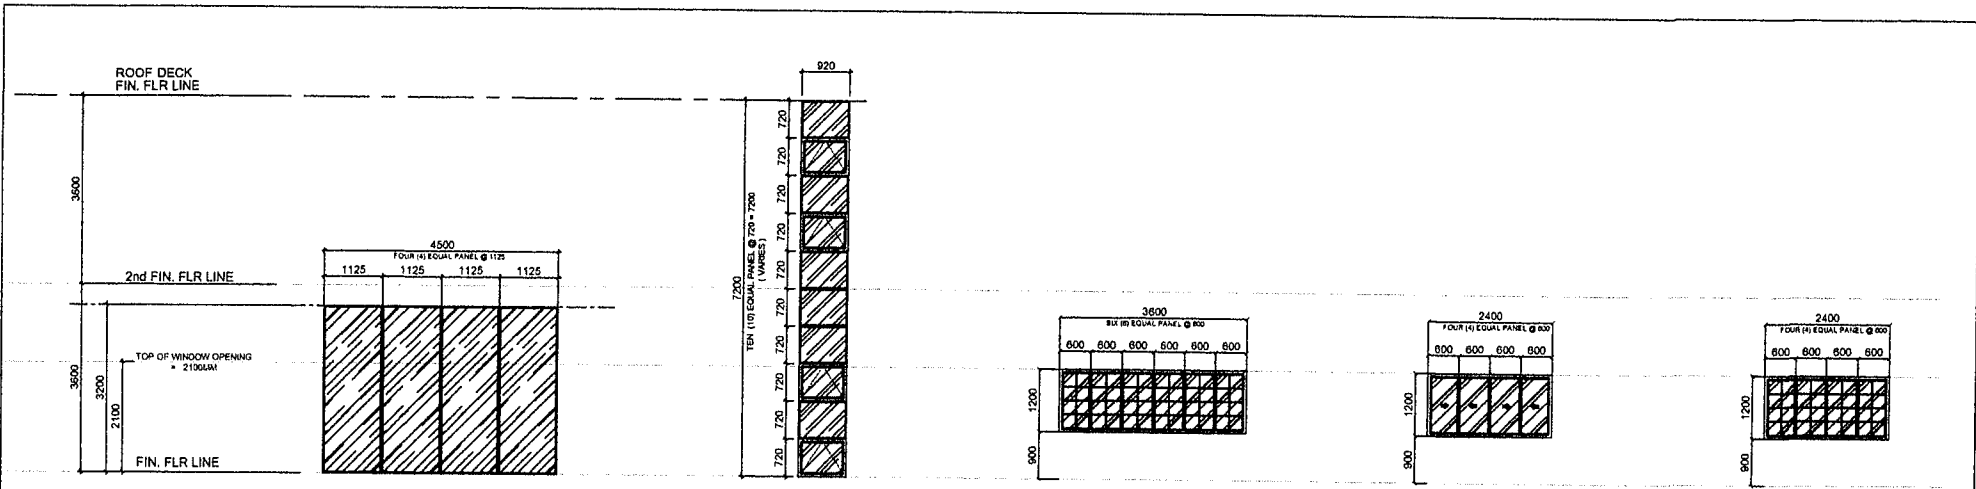 ROOF DECK
FIN. FLR LINE
3600
2nd FIN. FLR LINE
3600
3200
2100
TOP OF WINDOW OPENING
= 2100MM
FIN. FLR LINE
4500
FOUR (4) EQUAL PANEL @ 1125
1125 1125 1125 1125
920
7200
TEN (10) EQUAL PANEL @ 720 = 7200
( VARIES )
720
720
720
720
720
720
720
720
720
720
3600
SIX (6) EQUAL PANEL @ 600
600 600 600 600 600 600
1200
900
2400
FOUR (4) EQUAL PANEL @ 600
600 600 600 600
1200
900
2400
FOUR (4) EQUAL PANEL @ 600
600 600 600 600
1200
900